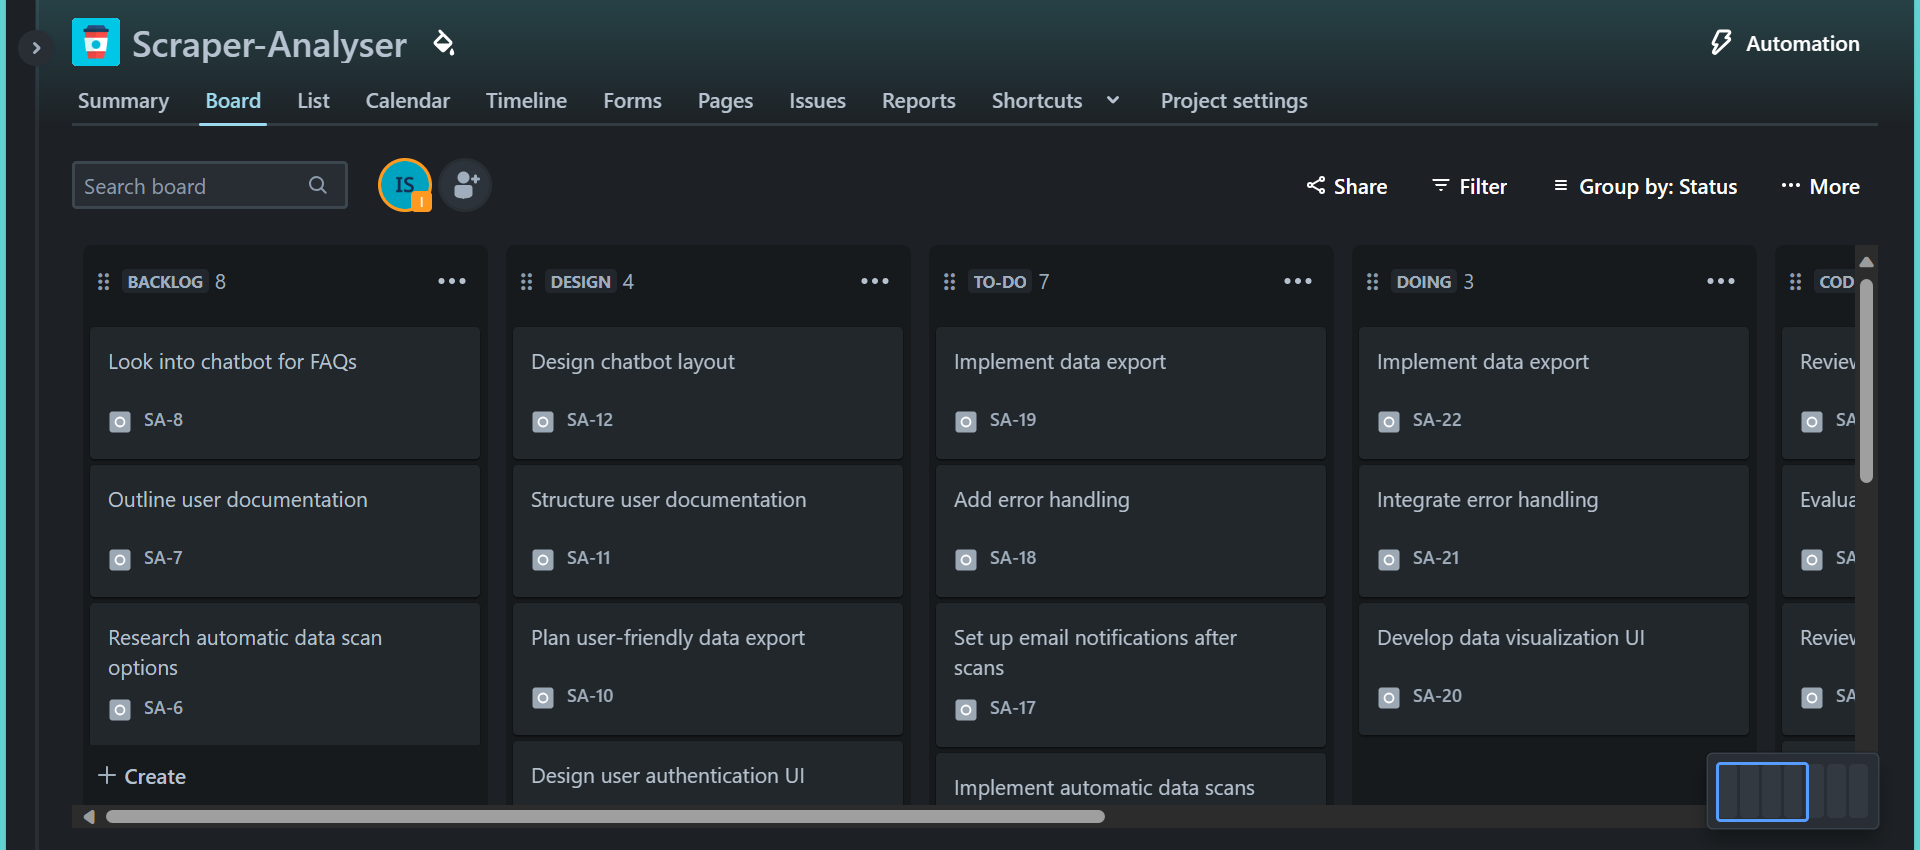 Scraper-Analyser
Automation
Summary Board List Calendar Timeline Forms Pages Issues Reports Shortcuts Project settings
Search board
IS
Share
Filter
Group by: Status
More
BACKLOG 8
Look into chatbot for FAQs
SA-8
Outline user documentation
SA-7
Research automatic data scan
options
SA-6
Create
DESIGN 4
Design chatbot layout
SA-12
Structure user documentation
SA-11
Plan user-friendly data export
SA-10
Design user authentication UI
TO-DO 7
Implement data export
SA-19
Add error handling
SA-18
Set up email notifications after
scans
SA-17
Implement automatic data scans
DOING 3
Implement data export
SA-22
Integrate error handling
SA-21
Develop data visualization UI
SA-20
COD
SA
SA
SA